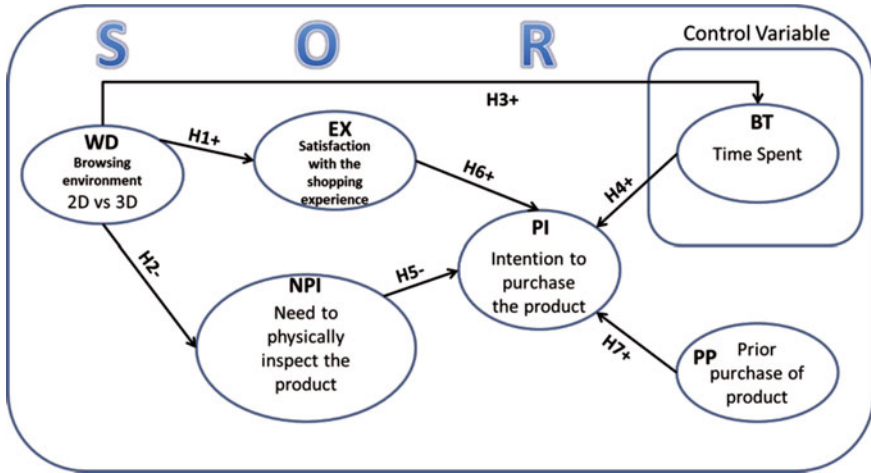 S O R
Control Variable
H3+
WD
Browsing
environment
2D vs 3D
H1+
EX
Satisfaction
with the
shopping
experience
H6+
BT
Time Spent
H4+
H2-
NPI
Need to
physically
inspect the
product
H5-
PI
Intention to
purchase
the product
H7+
PP Prior
purchase of
product